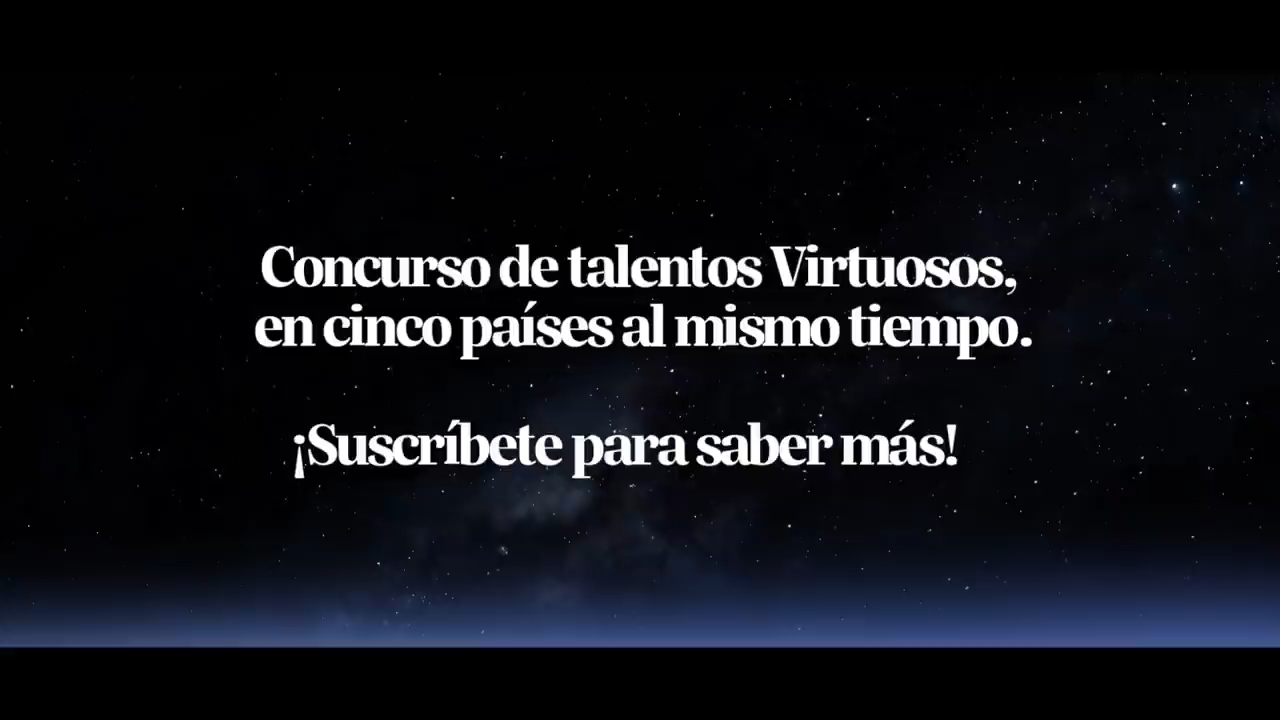 Concurso de talentos Virtuosos,
en cinco países al mismo tiempo.
¡Suscríbete para saber más!